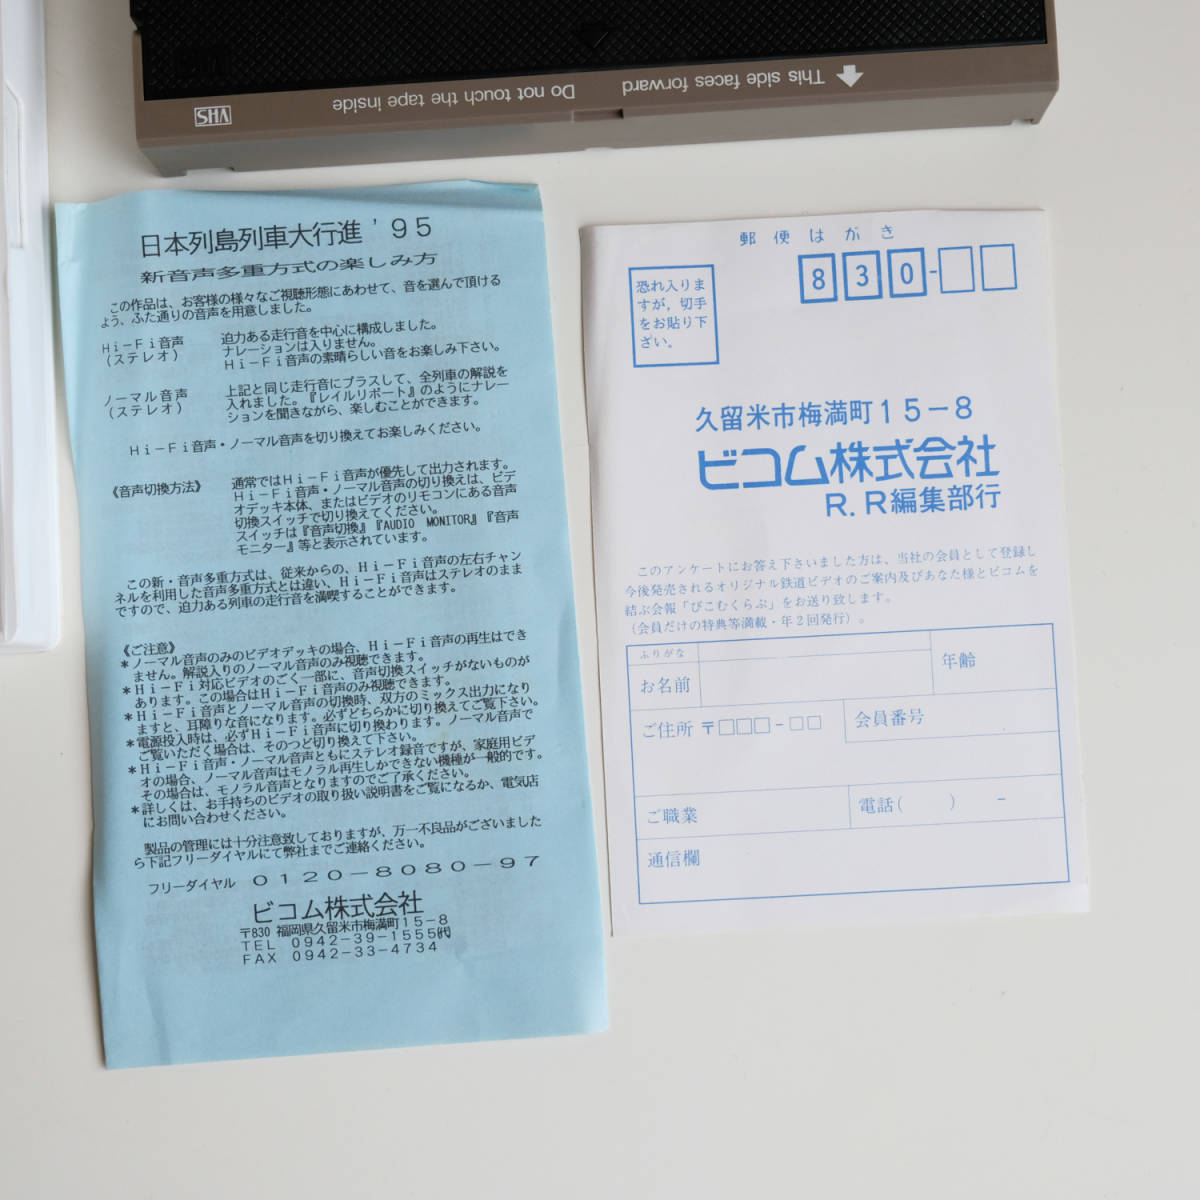 This side faces forward
Do not touch the tape inside
VHS
日本列島列車大行進 '95
新音声多重方式の楽しみ方
この作品は、お客様の様々なご視聴形態にあわせて、音を選んで頂ける
よう、ふた通りの音声を用意しました。
Hi-Fi音声
(ステレオ)
迫力ある走行音を中心に構成しました。
ナレーションは入りません。
Hi-Fi音声の素晴らしい音をお楽しみ下さい。
ノーマル音声
(ステレオ)
上記と同じ走行音にプラスして、全列車の解説を
入れました。『レイルリポート』のようにナレー
ションを聞きながら、楽しむことができます。
Hi-Fi音声・ノーマル音声を切り換えてお楽しみください。
《音声切換方法》
通常ではHi-Fi音声が優先して出力されます。
Hi-Fi音声・ノーマル音声の切り換えは、ビデ
オデッキ本体、またはビデオのリモコンにある音声
切換スイッチで切り換えてください。
スイッチは『音声切換』『AUDIO MONITOR』『音声
モニター』等と表示されています。
この新・音声多重方式は、従来からの、Hi-Fi音声の左右チャン
ネルを利用した音声多重方式とは違い、Hi-Fi音声はステレオのまま
ですので、迫力ある列車の走行音を満喫することができます。
《ご注意》
*ノーマル音声のみのビデオデッキの場合、Hi-Fi音声の再生はでき
ません。解説入りのノーマル音声のみ視聴できます。
*Hi-Fi対応ビデオのごく一部に、音声切換スイッチがないものが
あります。この場合はHi-Fi音声のみ視聴できます。
*Hi-Fi音声とノーマル音声の切換時、双方のミックス出力になり
ますと、耳障りな音になります。必ずどちらかに切り換えてご覧下さい。
*電源投入時は、必ずHi-Fi音声に切り換わります。ノーマル音声で
ご覧いただく場合は、そのつど切り換えて下さい。
*Hi-Fi音声・ノーマル音声ともにステレオ録音ですが、家庭用ビデ
オの場合、ノーマル音声はモノラル再生しかできない機種が一般的です。
その場合は、モノラル音声となりますのでご了承ください。
*詳しくは、お手持ちのビデオの取り扱い説明書をご覧になるか、電気店
にお問い合わせください。
製品の管理には十分注意致しておりますが、万一不良品がございました
ら下記フリーダイヤルにて弊社までご連絡ください。
フリーダイヤル 0120-8080-97
ビコム株式会社
〒830 福岡県久留米市梅満町15-8
TEL 0942-39-1555㈹
FAX 0942-33-4734
郵便はがき
830-□□
恐れ入りま
すが,切手
をお貼り下
さい。
久留米市梅満町15-8
ビコム株式会社
R.R編集部行
このアンケートにお答え下さいました方は、当社の会員として登録し
今後発売されるオリジナル鉄道ビデオのご案内及びあなた様とビコムを
結ぶ会報「びこむくらぶ」をお送り致します。
(会員だけの特典等満載・年2回発行)。
ふりがな
お名前
年齢
ご住所 〒□□□-□□
会員番号
ご職業
電話( ) -
通信欄